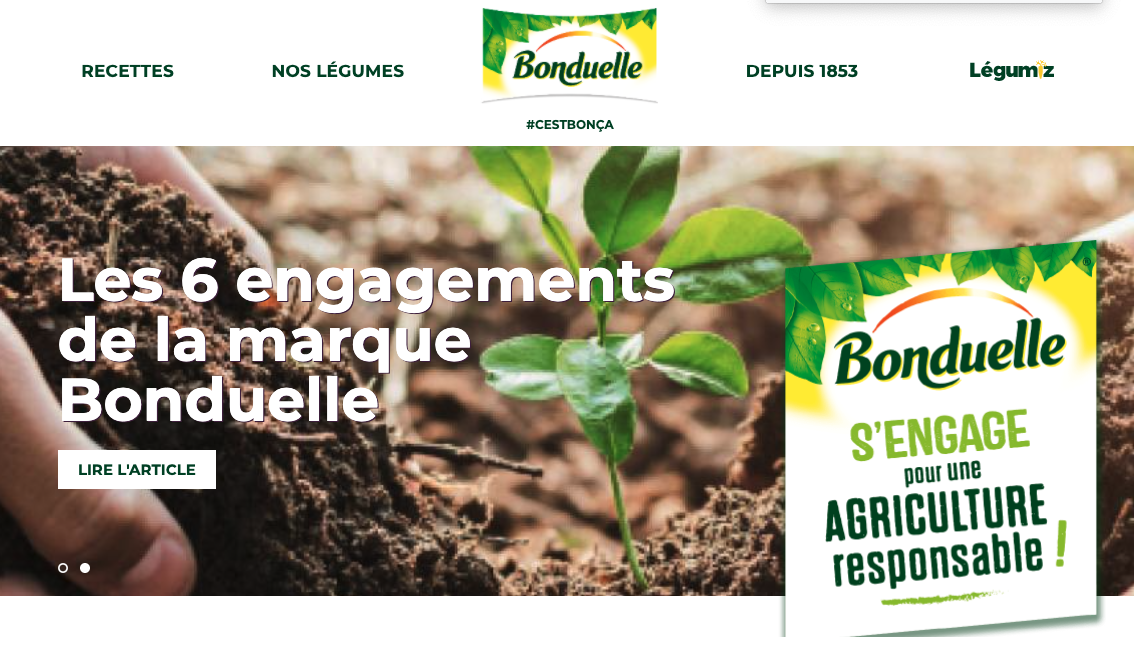 RECETTES
NOS LÉGUMES
Bonduelle
#CESTBONÇA
DEPUIS 1853
Légumiz
Les 6 engagements
de la marque
Bonduelle
LIRE L'ARTICLE
®
Bonduelle
S'ENGAGE
pour une
AGRICULTURE
responsable !